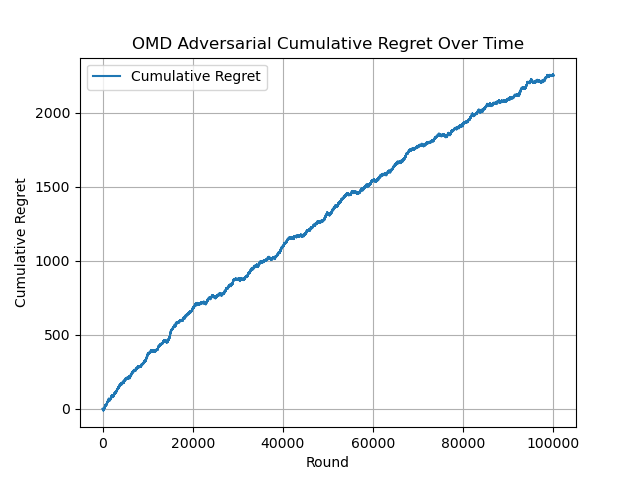 OMD Adversarial Cumulative Regret Over Time
Cumulative Regret
2000
1500
1000
500
0
Cumulative Regret
0 20000 40000 60000 80000 100000
Round